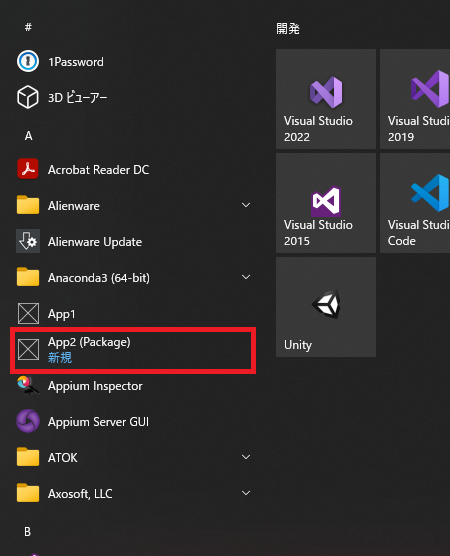 #
1Password
3D ビューアー
A
Acrobat Reader DC
Alienware
Alienware Update
Anaconda3 (64-bit)
App1
App2 (Package)
新規
Appium Inspector
Appium Server GUI
ATOK
Axosoft, LLC
B
開発
Visual Studio
2022
Visual Studio
2019
Visual Studio
2015
Visual Studio
Code
Unity